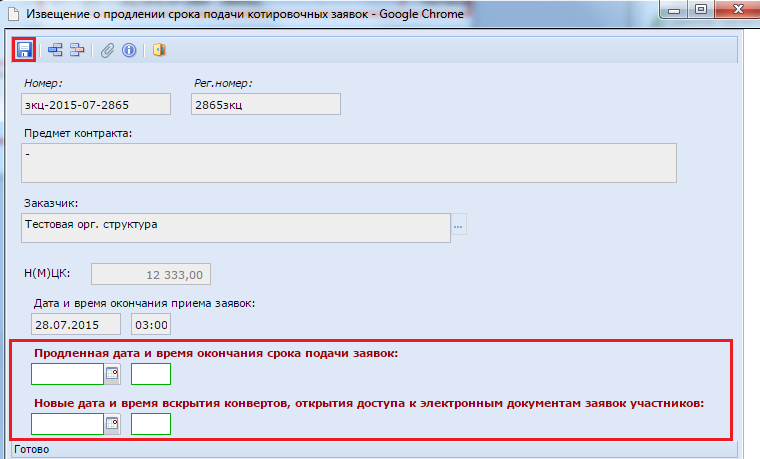 Извещение о продлении срока подачи котировочных заявок - Google Chrome
Номер: Рег.номер:
зкц-2015-07-2865 2865зкц
Предмет контракта:
-
Заказчик:
Тестовая орг. структура ...
Н(М)ЦК: 12 333,00
Дата и время окончания приема заявок:
28.07.2015 03:00
Продленная дата и время окончания срока подачи заявок:
Новые дата и время вскрытия конвертов, открытия доступа к электронным документам заявок участников:
Готово